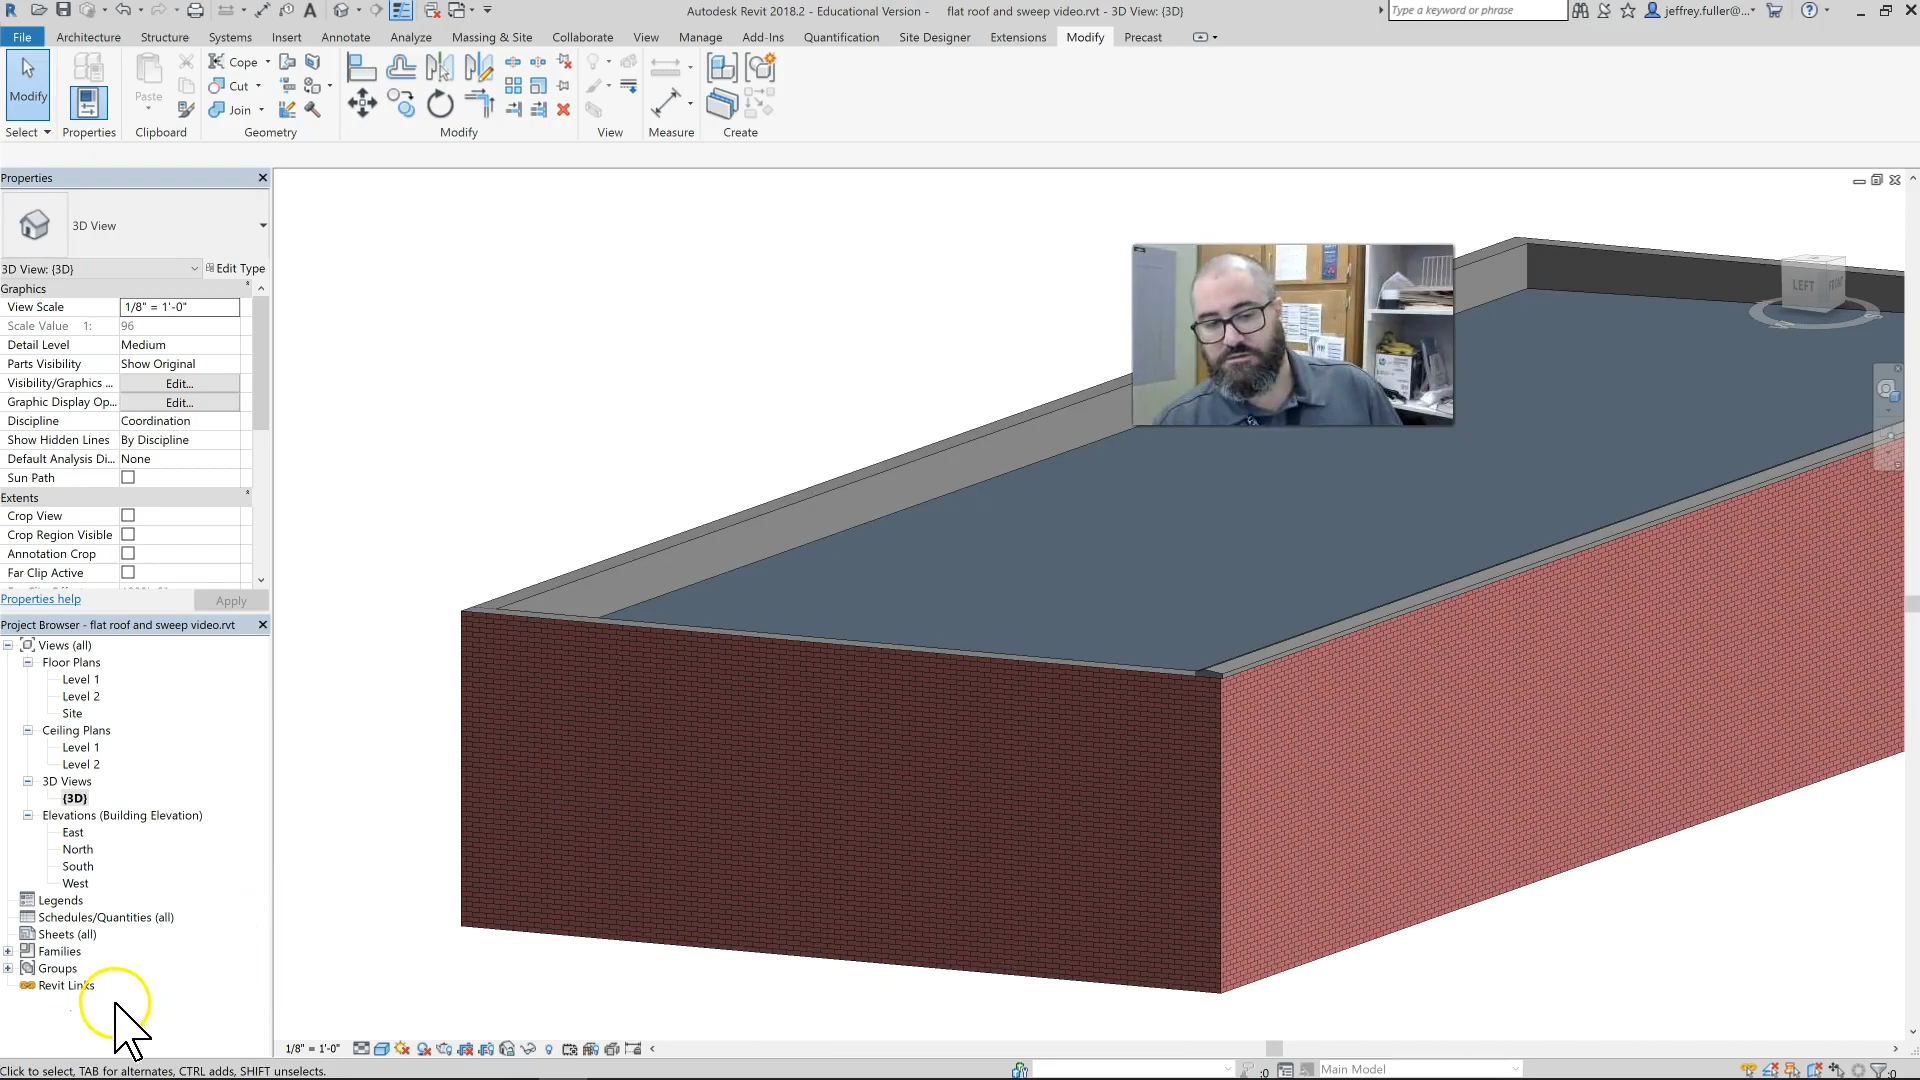 Autodesk Revit 2018.2 - Educational Version - flat roof and sweep video.rvt - 3D View: {3D}
Type a keyword or phrase
jeffrey.fuller@...
File Architecture Structure Systems Insert Annotate Analyze Massing & Site Collaborate View Manage Add-Ins Quantification Site Designer Extensions Modify Precast
Modify
Paste
Cope
Cut
Join
Select Properties Clipboard Geometry Modify View Measure Create
Properties
3D View
3D View: {3D}
Edit Type
Graphics
View Scale 1/8" = 1'-0"
Scale Value 1: 96
Detail Level Medium
Parts Visibility Show Original
Visibility/Graphics ... Edit...
Graphic Display Op... Edit...
Discipline Coordination
Show Hidden Lines By Discipline
Default Analysis Di... None
Sun Path
Extents
Crop View
Crop Region Visible
Annotation Crop
Far Clip Active
Properties help
Apply
Project Browser - flat roof and sweep video.rvt
Views (all)
Floor Plans
Level 1
Level 2
Site
Ceiling Plans
Level 1
Level 2
3D Views
{3D}
Elevations (Building Elevation)
East
North
South
West
Legends
Schedules/Quantities (all)
Sheets (all)
Families
Groups
Revit Links
LEFT
FRONT
1/8" = 1'-0"
Click to select, TAB for alternates, CTRL adds, SHIFT unselects.
:0
Main Model
:0